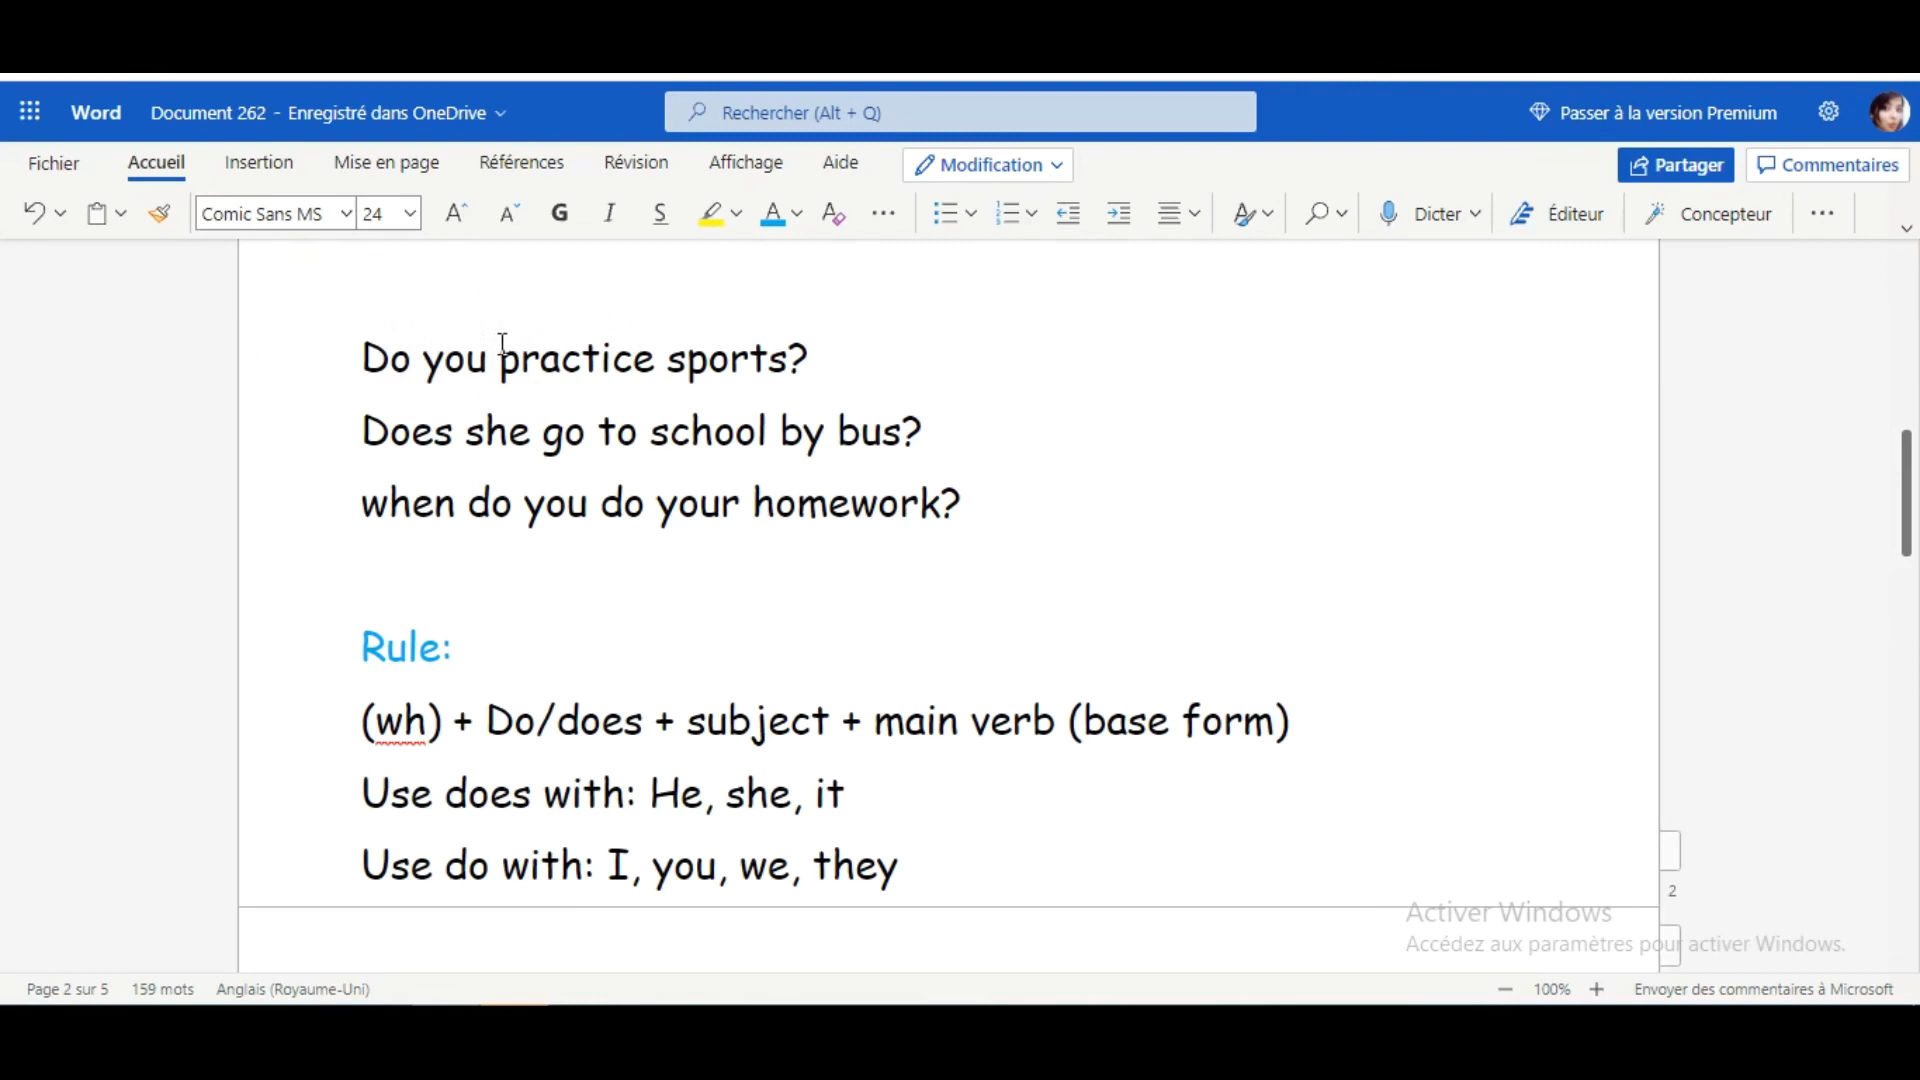 Word Document 262 - Enregistré dans OneDrive Rechercher (Alt + Q) Passer à la version Premium
Fichier Accueil Insertion Mise en page Références Révision Affichage Aide Modification Partager Commentaires
Comic Sans MS 24 A A G I S A A Dicter Éditeur Concepteur
Do you practice sports?
Does she go to school by bus?
when do you do your homework?
Rule:
(wh) + Do/does + subject + main verb (base form)
Use does with: He, she, it
Use do with: I, you, we, they
2
Activer Windows
Accédez aux paramètres pour activer Windows.
Page 2 sur 5 159 mots Anglais (Royaume-Uni) 100% Envoyer des commentaires à Microsoft